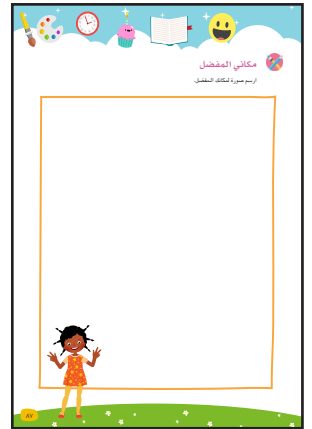 مكاني المفضل
ارسم صورة لمكانك المفضل.
٨٧